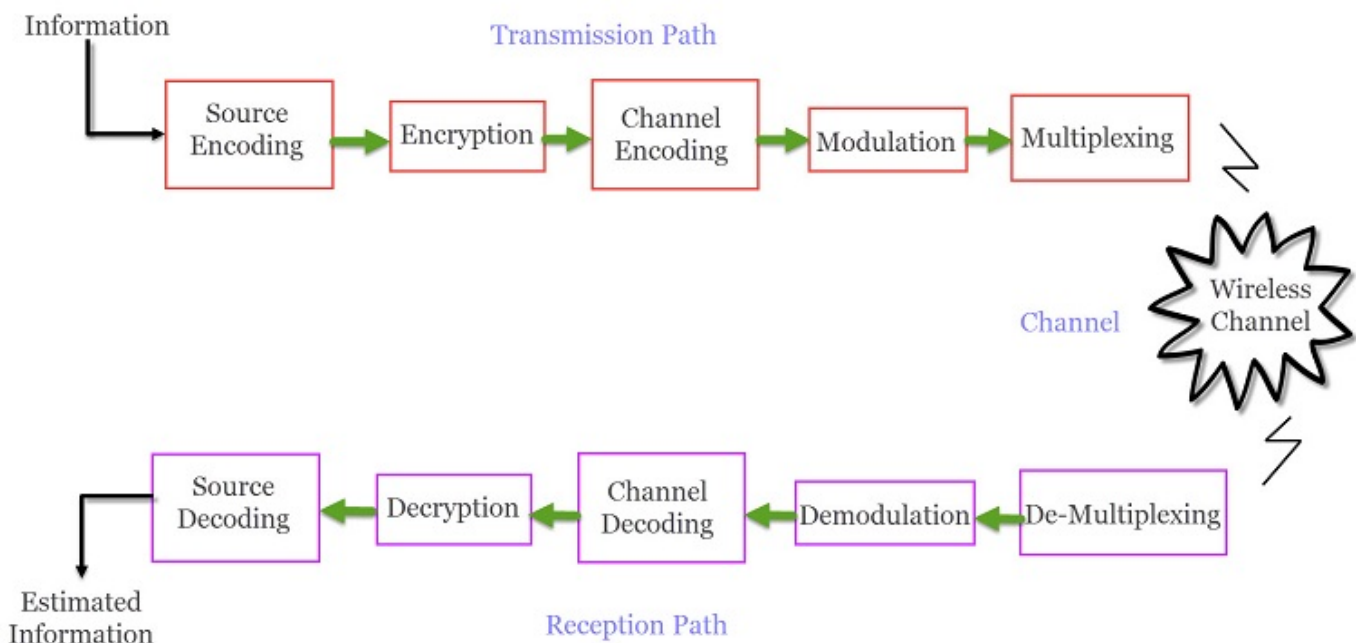 Information
Transmission Path
Source
Encoding
Encryption
Channel
Encoding
Modulation
Multiplexing
Wireless
Channel
Channel
Source
Decoding
Decryption
Channel
Decoding
Demodulation
De-Multiplexing
Estimated
Information
Reception Path